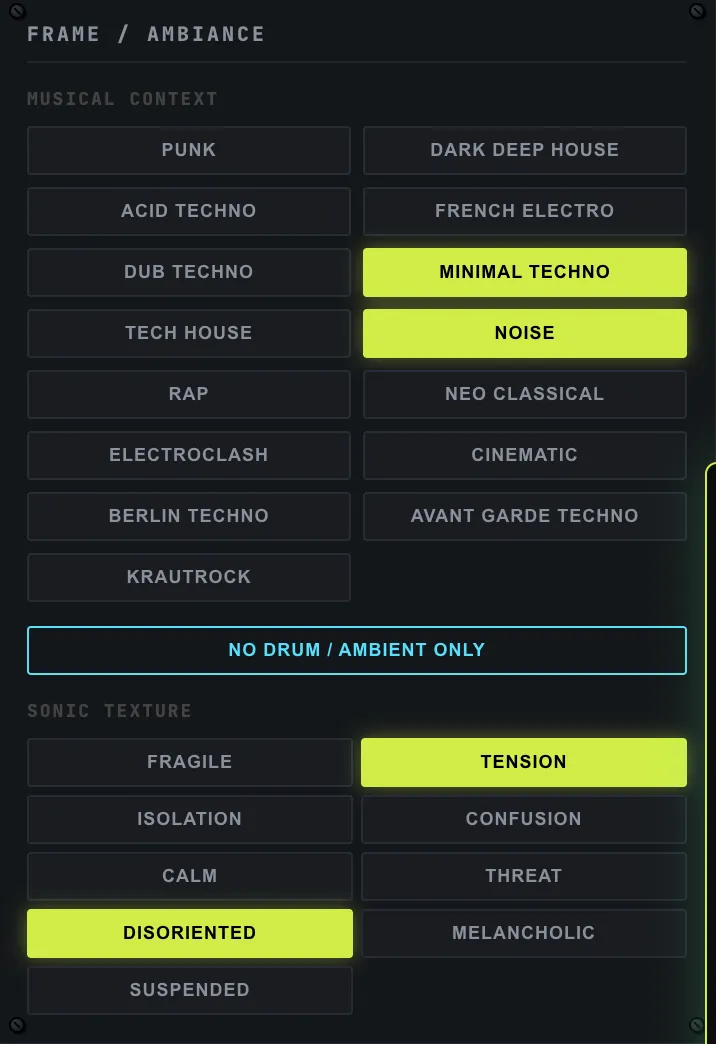 FRAME / AMBIANCE
MUSICAL CONTEXT
PUNK
DARK DEEP HOUSE
ACID TECHNO
FRENCH ELECTRO
DUB TECHNO
MINIMAL TECHNO
TECH HOUSE
NOISE
RAP
NEO CLASSICAL
ELECTROCLASH
CINEMATIC
BERLIN TECHNO
AVANT GARDE TECHNO
KRAUTROCK
NO DRUM / AMBIENT ONLY
SONIC TEXTURE
FRAGILE
TENSION
ISOLATION
CONFUSION
CALM
THREAT
DISORIENTED
MELANCHOLIC
SUSPENDED